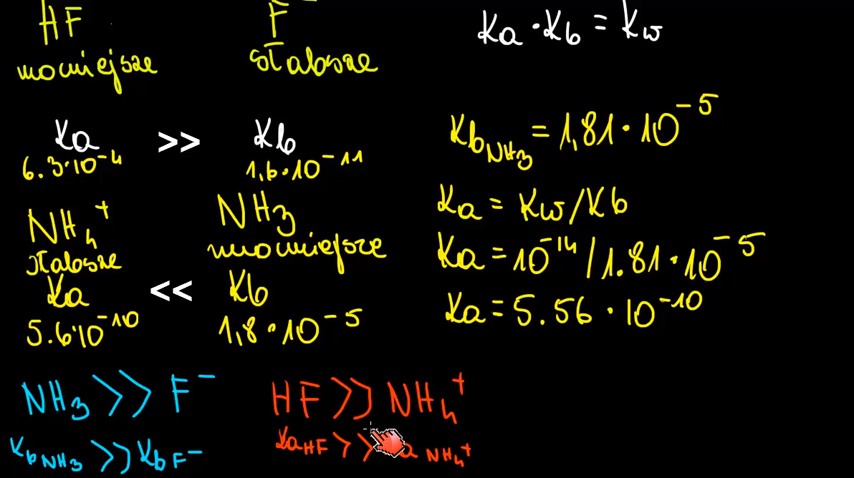 HF F⁻ Ka · Kb = Kw
mocniejsze słabsze
Ka >> Kb
6.3·10⁻⁴ 1,6·10⁻¹¹
Kb NH3 = 1,81 · 10⁻⁵
NH4⁺ NH3
słabsze mocniejsze
Ka << Kb
5.6·10⁻¹⁰ 1,8·10⁻⁵
Ka = Kw/Kb
Ka = 10⁻¹⁴ / 1.81 · 10⁻⁵
Ka = 5.56 · 10⁻¹⁰
NH3 >> F⁻ HF >> NH4⁺
Kb NH3 >> Kb F⁻ Ka HF >> a NH4⁺